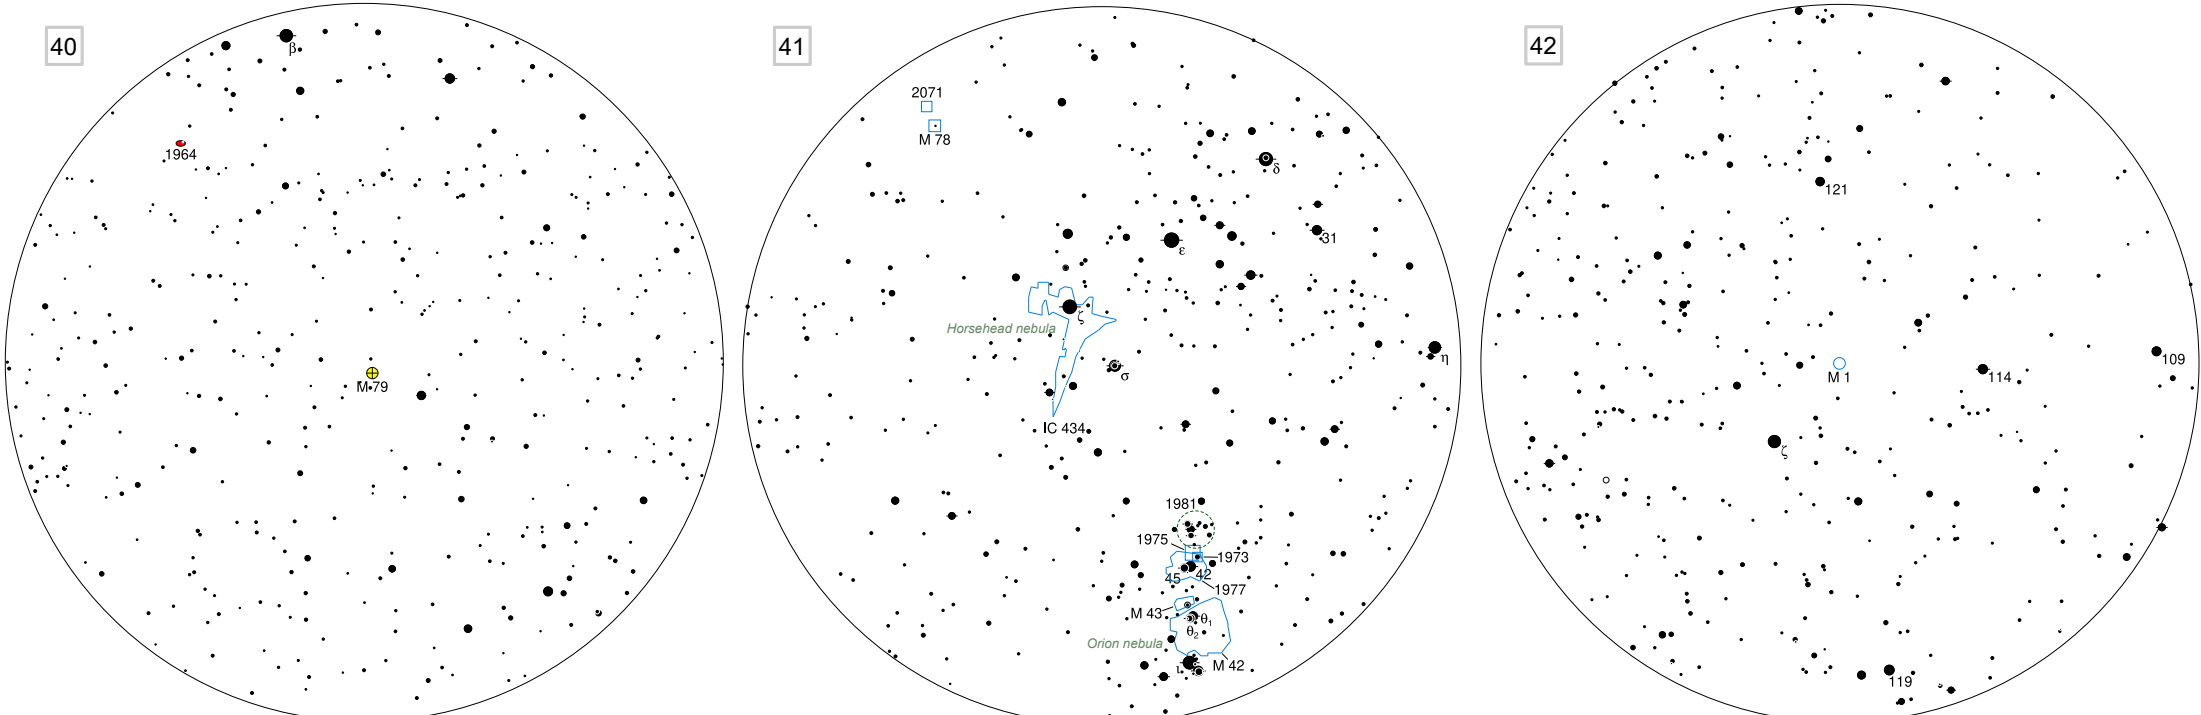 40
β
1964
M 79
41
2071
M 78
δ
31
ε
ζ
Horsehead nebula
η
σ
IC 434
1981
1975
1973
45
42
1977
M 43
θ1
θ2
Orion nebula
ι
M 42
42
121
109
M 1
114
ζ
119